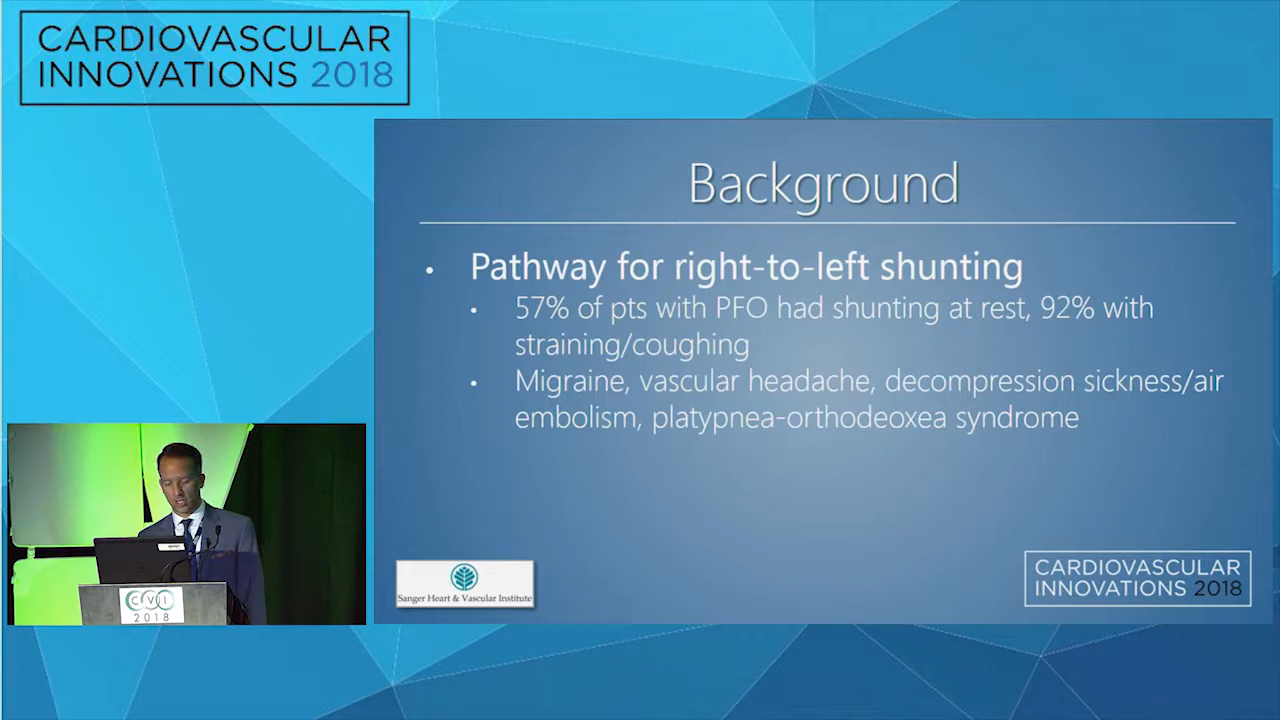 CARDIOVASCULAR
INNOVATIONS 2018
Background
• Pathway for right-to-left shunting
• 57% of pts with PFO had shunting at rest, 92% with
straining/coughing
• Migraine, vascular headache, decompression sickness/air
embolism, platypnea-orthodeoxea syndrome
CVI
2018
Sanger Heart & Vascular Institute
CARDIOVASCULAR
INNOVATIONS 2018